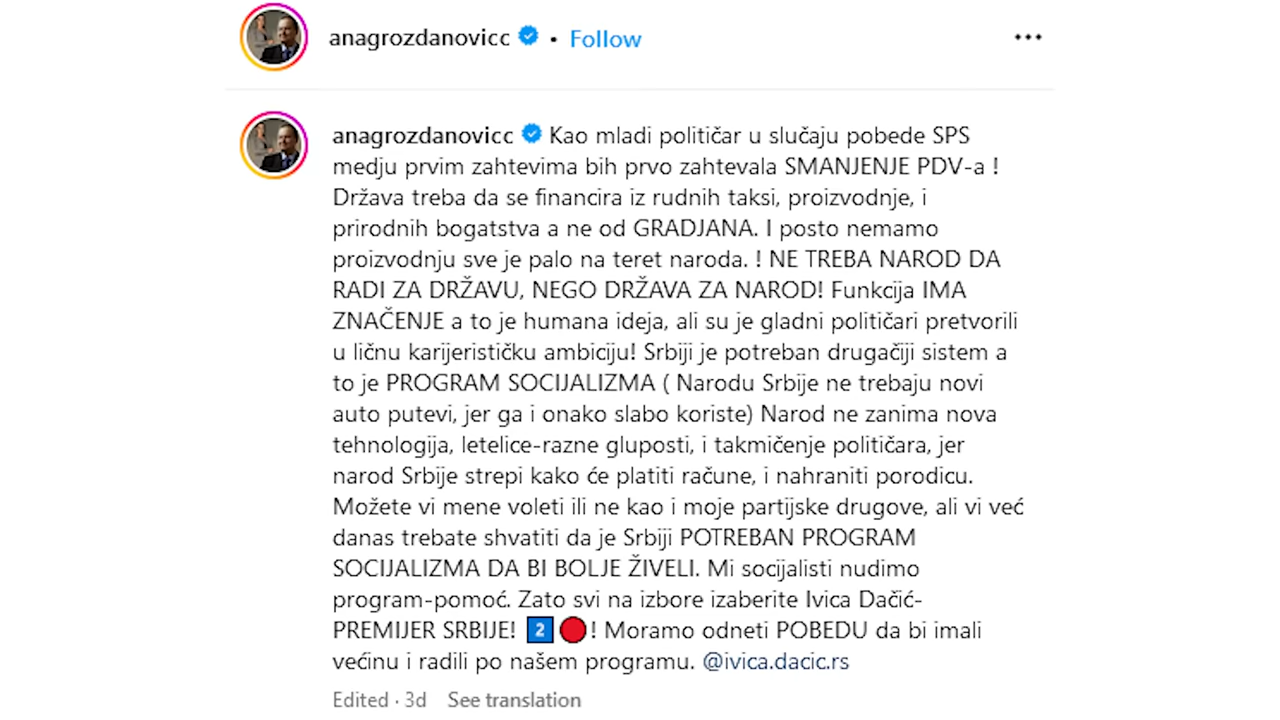 anagrozdanovicc • Follow
anagrozdanovicc Kao mladi političar u slučaju pobede SPS
medju prvim zahtevima bih prvo zahtevala SMANJENJE PDV-a !
Država treba da se financira iz rudnih taksi, proizvodnje, i
prirodnih bogatstva a ne od GRADJANA. I posto nemamo
proizvodnju sve je palo na teret naroda. ! NE TREBA NAROD DA
RADI ZA DRŽAVU, NEGO DRŽAVA ZA NAROD! Funkcija IMA
ZNAČENJE a to je humana ideja, ali su je gladni političari pretvorili
u ličnu karijerističku ambiciju! Srbiji je potreban drugačiji sistem a
to je PROGRAM SOCIJALIZMA ( Narodu Srbije ne trebaju novi
auto putevi, jer ga i onako slabo koriste) Narod ne zanima nova
tehnologija, letelice-razne gluposti, i takmičenje političara, jer
narod Srbije strepi kako će platiti račune, i nahraniti porodicu.
Možete vi mene voleti ili ne kao i moje partijske drugove, ali vi već
danas trebate shvatiti da je Srbiji POTREBAN PROGRAM
SOCIJALIZMA DA BI BOLJE ŽIVELI. Mi socijalisti nudimo
program-pomoć. Zato svi na izbore izaberite Ivica Dačić-
PREMIJER SRBIJE! 2️⃣🔴! Moramo odneti POBEDU da bi imali
većinu i radili po našem programu. @ivica.dacic.rs
Edited · 3d See translation